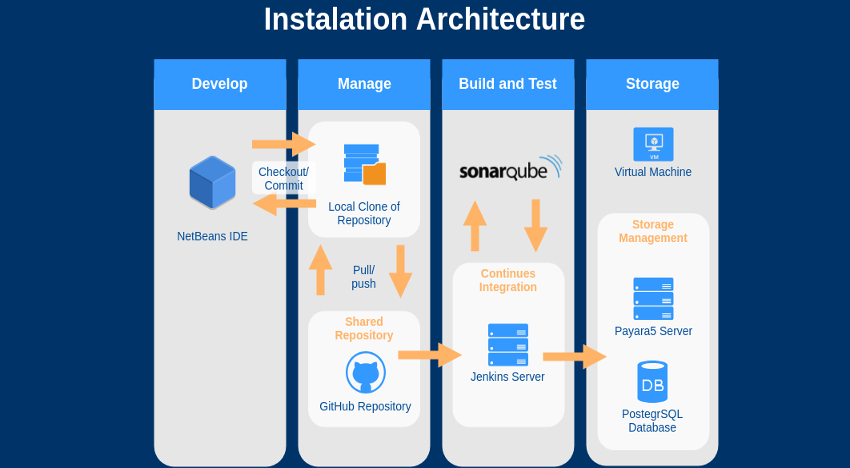 Instalation Architecture
Develop
Manage
Build and Test
Storage
Checkout/
Commit
NetBeans IDE
Local Clone of
Repository
Pull/
push
Shared
Repository
GitHub Repository
sonarqube
Continues
Integration
Jenkins Server
VM
Virtual Machine
Storage
Management
Payara5 Server
DB
PostegrSQL
Database